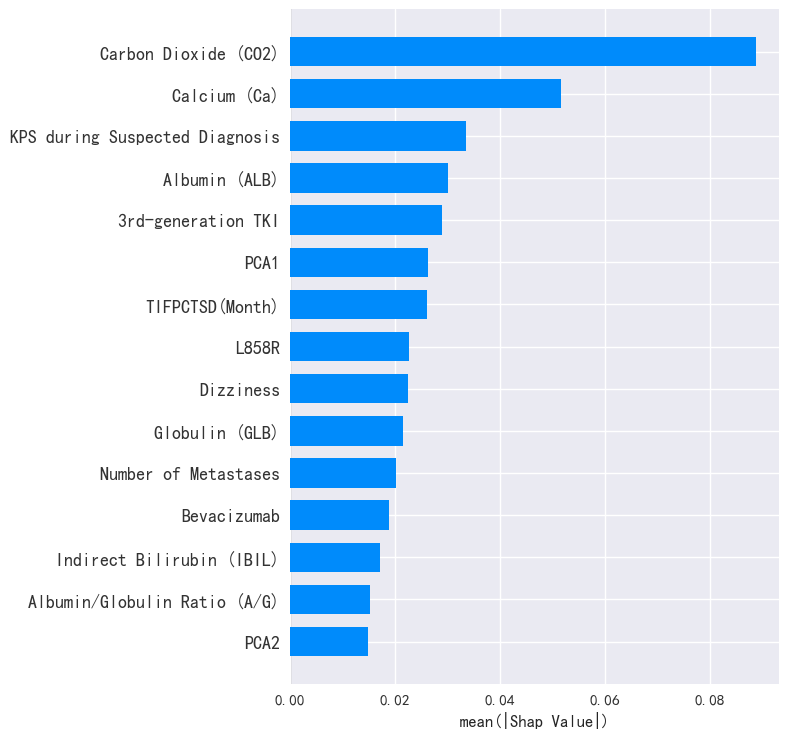 Carbon Dioxide (CO2)
Calcium (Ca)
KPS during Suspected Diagnosis
Albumin (ALB)
3rd-generation TKI
PCA1
TIFPCTSD(Month)
L858R
Dizziness
Globulin (GLB)
Number of Metastases
Bevacizumab
Indirect Bilirubin (IBIL)
Albumin/Globulin Ratio (A/G)
PCA2
0.00 0.02 0.04 0.06 0.08
mean(|Shap Value|)